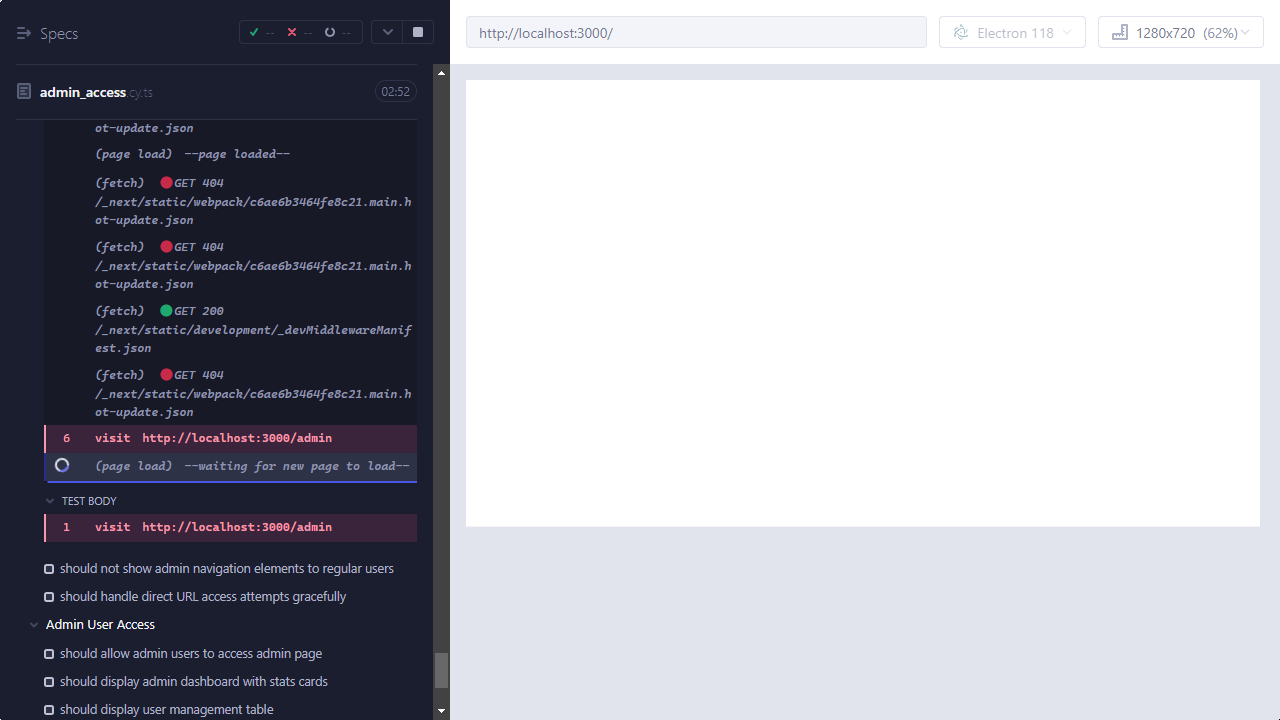 Specs
--
--
--
http://localhost:3000/
Electron 118
1280x720 (62%)
admin_access.cy.ts
02:52
ot-update.json
(page load) --page loaded--
(fetch) GET 404
/_next/static/webpack/c6ae6b3464fe8c21.main.h
ot-update.json
(fetch) GET 404
/_next/static/webpack/c6ae6b3464fe8c21.main.h
ot-update.json
(fetch) GET 200
/_next/static/development/_devMiddlewareManif
est.json
(fetch) GET 404
/_next/static/webpack/c6ae6b3464fe8c21.main.h
ot-update.json
6 visit http://localhost:3000/admin
(page load) --waiting for new page to load--
TEST BODY
1 visit http://localhost:3000/admin
should not show admin navigation elements to regular users
should handle direct URL access attempts gracefully
Admin User Access
should allow admin users to access admin page
should display admin dashboard with stats cards
should display user management table